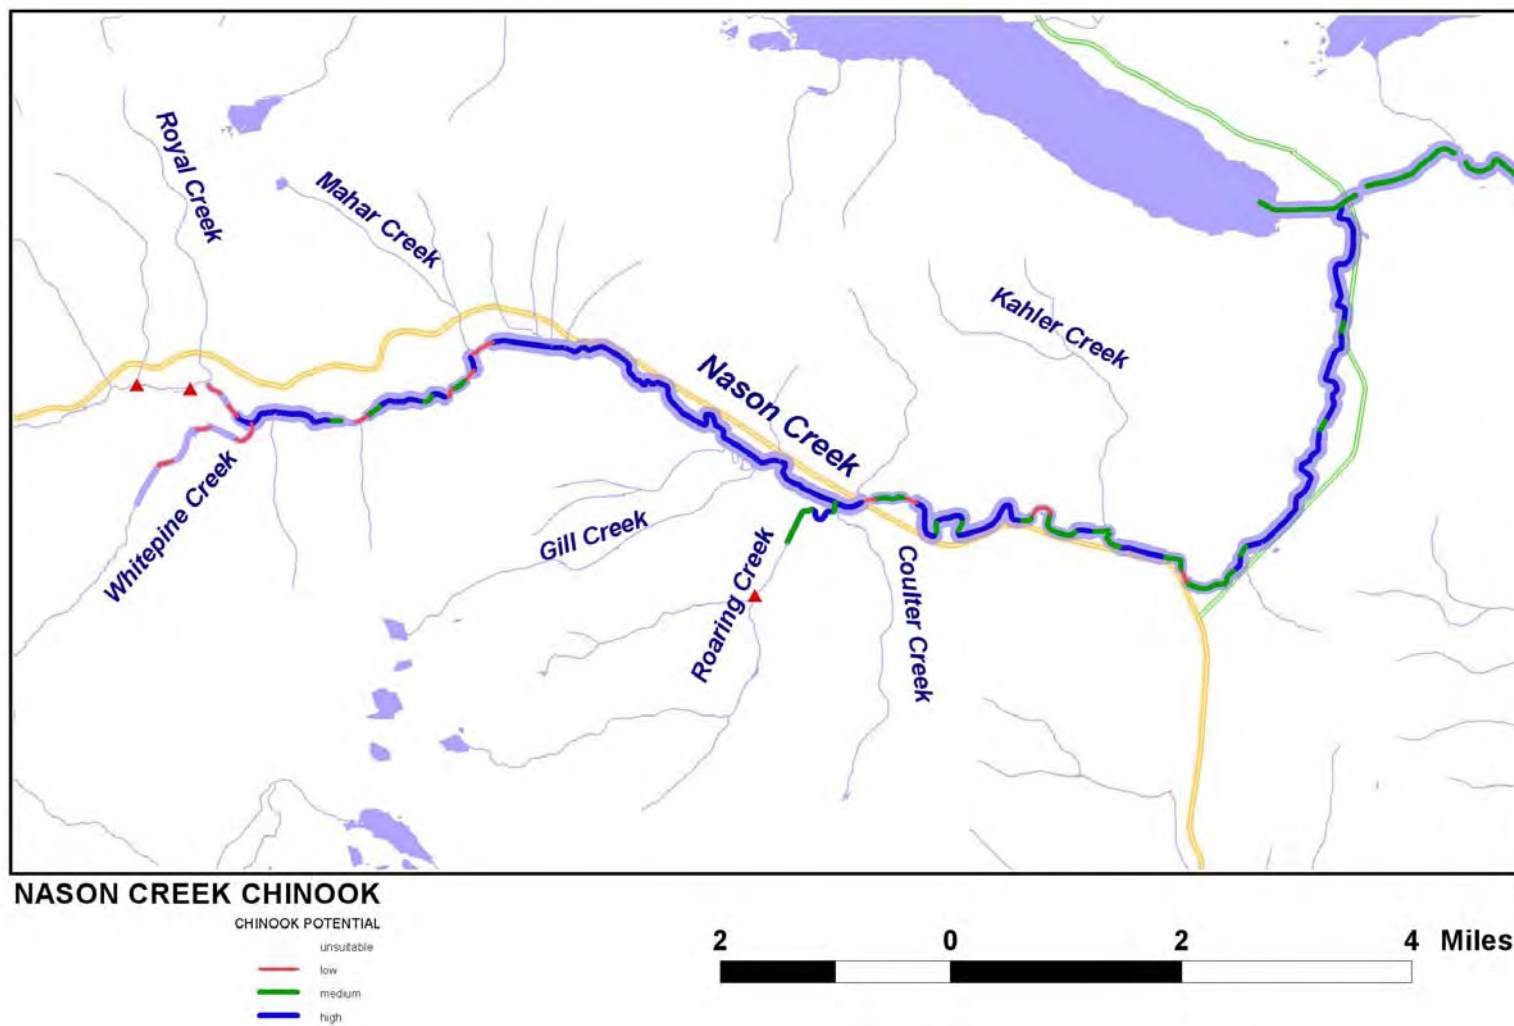 Royal Creek
Mahar Creek
Kahler Creek
Nason Creek
Whitepine Creek
Gill Creek
Roaring Creek
Coulter Creek
NASON CREEK CHINOOK
CHINOOK POTENTIAL
unsuitable
low
medium
high
2 0 2 4 Miles